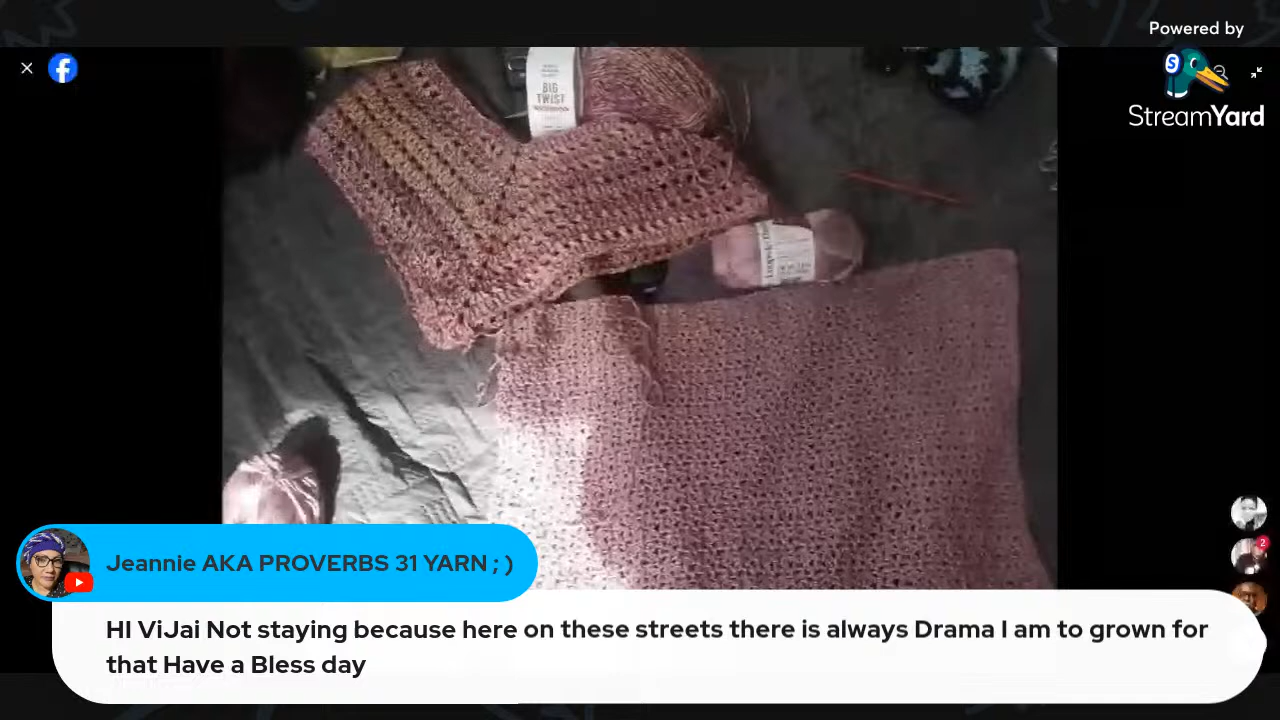 Powered by
StreamYard
BIG
TWIST
2
Jeannie AKA PROVERBS 31 YARN ; )
HI ViJai Not staying because here on these streets there is always Drama I am to grown for
that Have a Bless day